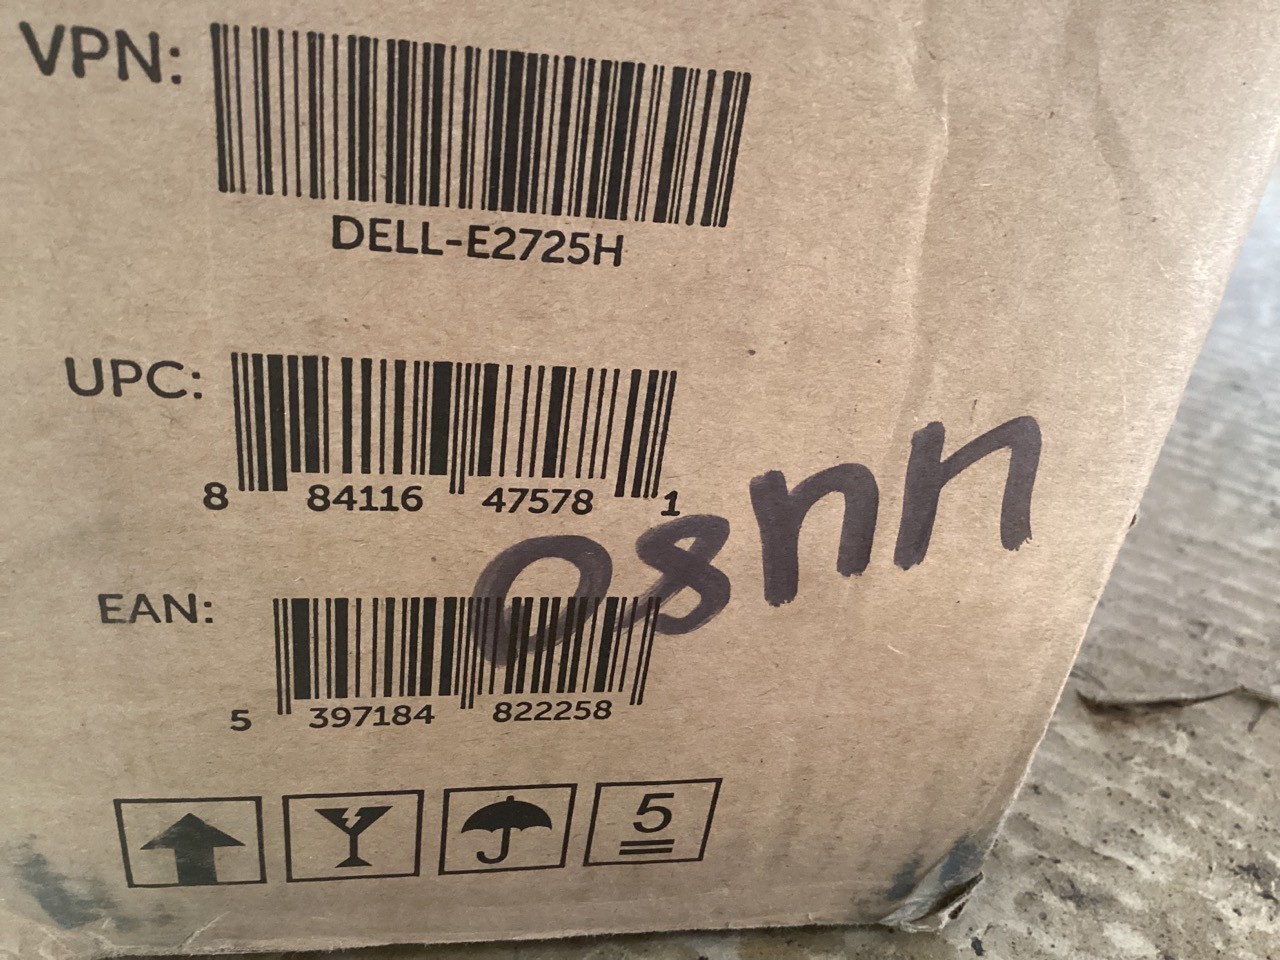 VPN:
DELL-E2725H
UPC:
8 84116 47578 1
08nn
EAN:
5 397184 822258
5